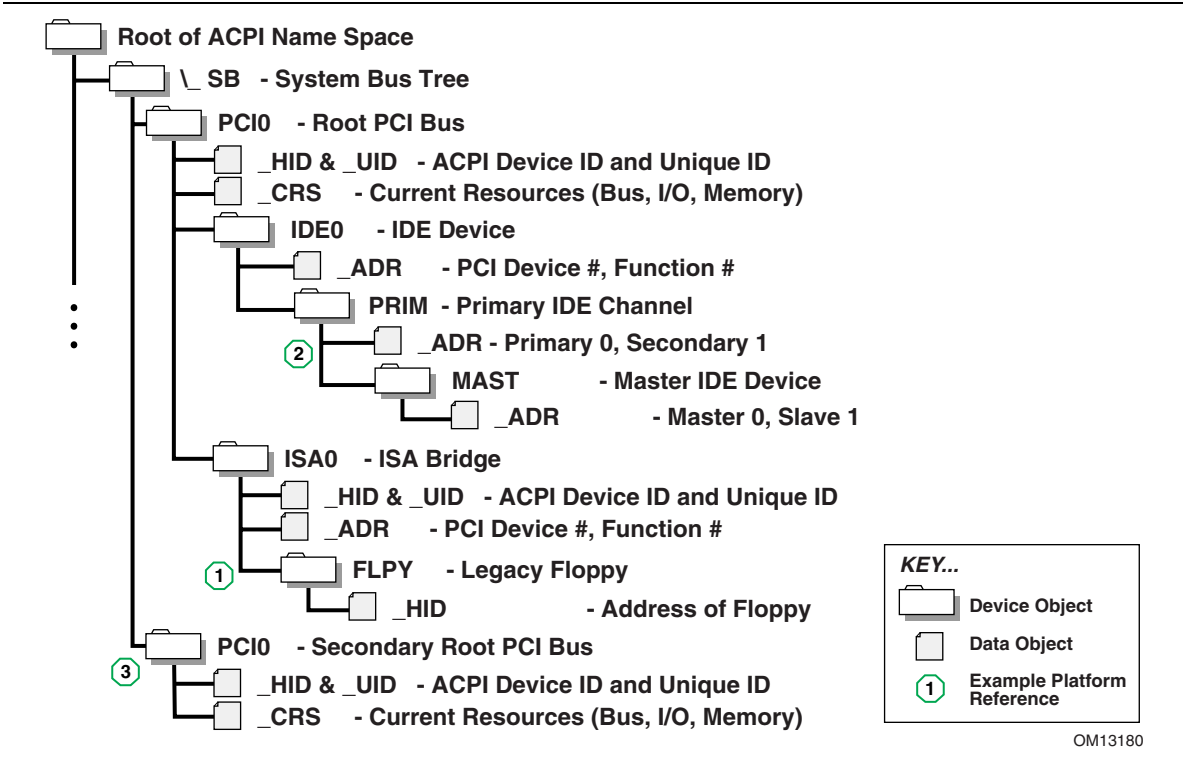 Root of ACPI Name Space
\_ SB - System Bus Tree
PCI0 - Root PCI Bus
_HID & _UID - ACPI Device ID and Unique ID
_CRS - Current Resources (Bus, I/O, Memory)
IDE0 - IDE Device
_ADR - PCI Device #, Function #
PRIM - Primary IDE Channel
2
_ADR - Primary 0, Secondary 1
MAST - Master IDE Device
_ADR - Master 0, Slave 1
ISA0 - ISA Bridge
_HID & _UID - ACPI Device ID and Unique ID
_ADR - PCI Device #, Function #
1
FLPY - Legacy Floppy
_HID - Address of Floppy
3
PCI0 - Secondary Root PCI Bus
_HID & _UID - ACPI Device ID and Unique ID
_CRS - Current Resources (Bus, I/O, Memory)
KEY...
Device Object
Data Object
1
Example Platform
Reference
OM13180